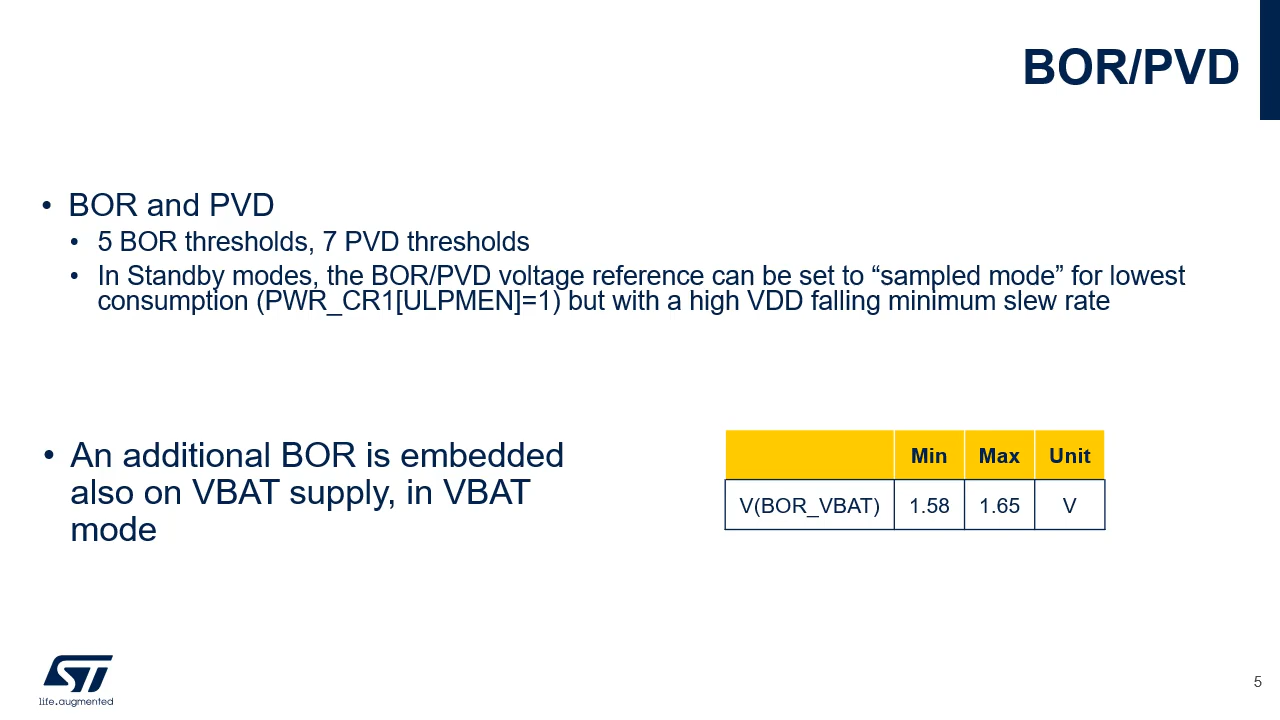 BOR/PVD
• BOR and PVD
• 5 BOR thresholds, 7 PVD thresholds
• In Standby modes, the BOR/PVD voltage reference can be set to “sampled mode” for lowest
consumption (PWR_CR1[ULPMEN]=1) but with a high VDD falling minimum slew rate
• An additional BOR is embedded
also on VBAT supply, in VBAT
mode
Min Max Unit
V(BOR_VBAT) 1.58 1.65 V
ST
life.augmented
5